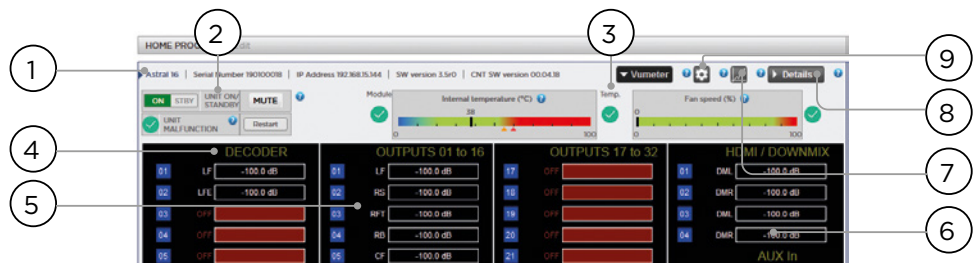 2
3
1
9
HOME PRO
Astral 16 | Serial Number 190100018 | IP Address 192.168.15.144 | SW version 3.5r0 | CNT SW version 00.04.18
Vumeter ? ? ? Details ?
ON STBY UNIT ON/ STANDBY MUTE ?
UNIT MALFUNCTION ? Restart
Module
Internal temperature (°C) ?
38
0 100
Temp.
Fan speed (%) ?
0
0 100
8
4
DECODER OUTPUTS 01 to 16 OUTPUTS 17 to 32 HDMI / DOWNMIX
7
01 LF -100.0 dB 01 LF -100.0 dB 17 OFF 01 DML -100.0 dB
02 LFE -100.0 dB 02 RS -100.0 dB 18 OFF 02 DMR -100.0 dB
5
03 OFF 03 RFT -100.0 dB 19 OFF 03 DML -100.0 dB
04 OFF 04 RB -100.0 dB 20 OFF 04 DMR -100.0 dB
6
05 OFF 05 CF -100.0 dB 21 OFF AUX In